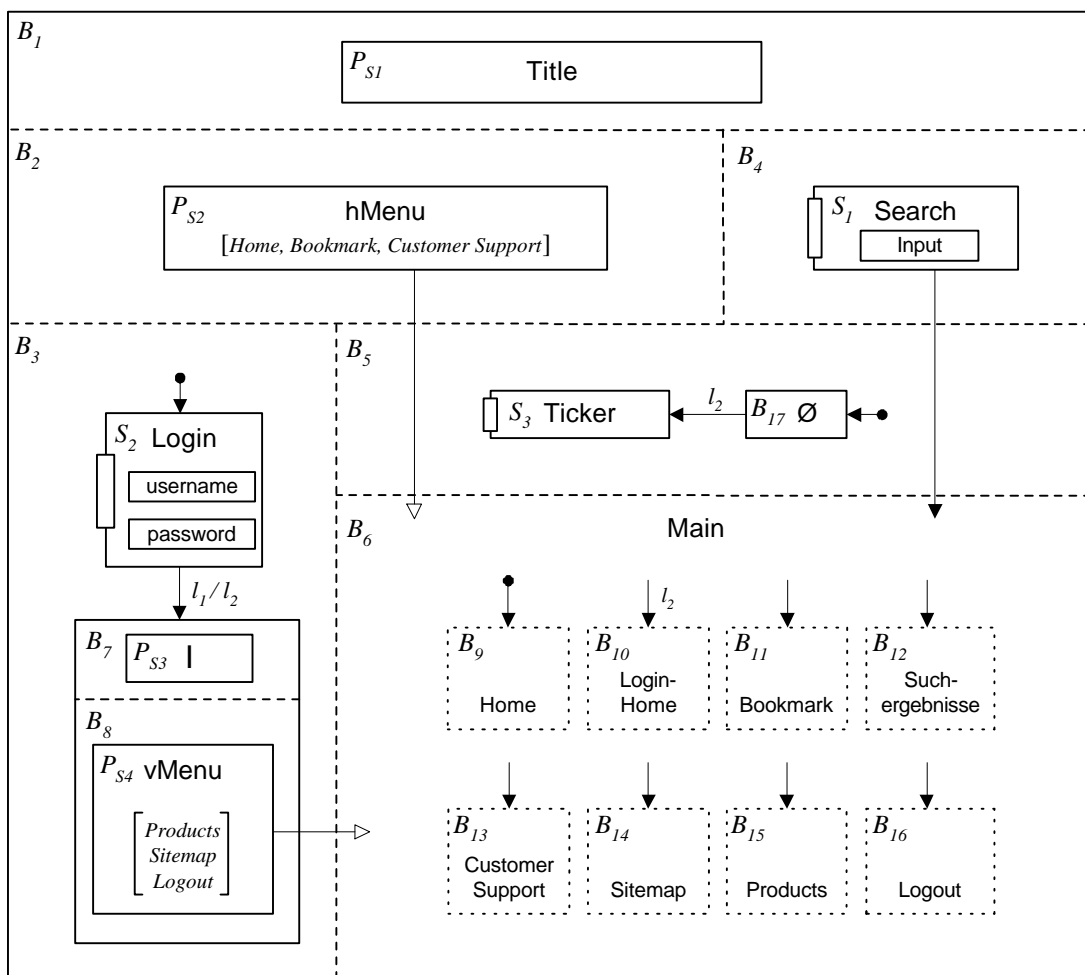 B1
PS1 Title
B2
B4
PS2 hMenu
[Home, Bookmark, Customer Support]
S1 Search
Input
B3
B5
S3 Ticker
l2
B17 Ø
S2 Login
username
password
l1 / l2
B6
Main
l2
B7
PS3 I
B9
Home
B10
Login-
Home
B11
Bookmark
B12
Such-
ergebnisse
B8
PS4 vMenu
Products
Sitemap
Logout
B13
Customer
Support
B14
Sitemap
B15
Products
B16
Logout